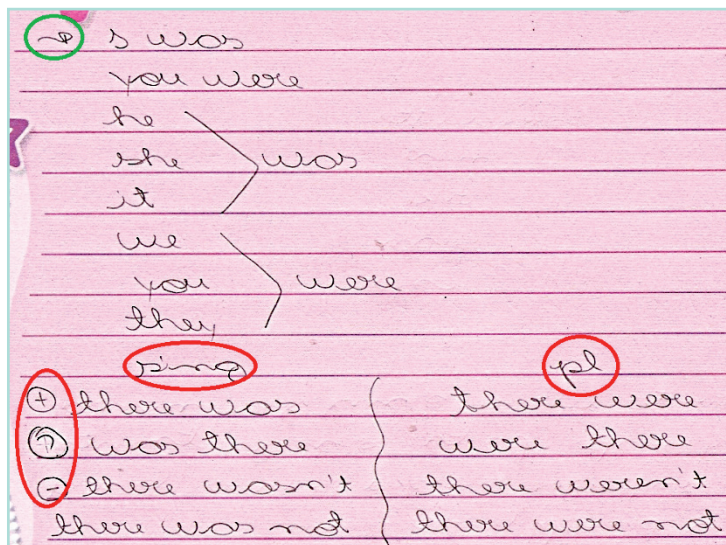 → I was
you were
he
she > was
it
we
you > were
they
sing pl
+ there was there were
? was there were there
- there wasn't there weren't
there was not there were not